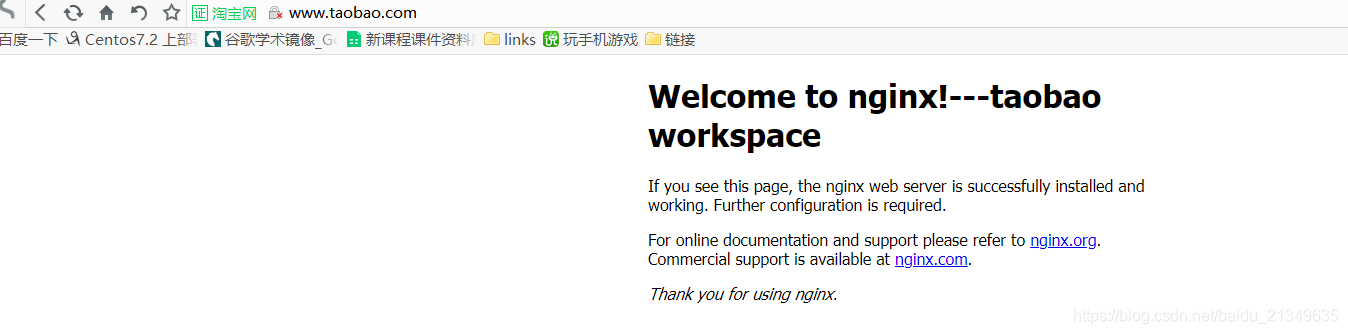 证 淘宝网 www.taobao.com
百度一下 Centos7.2 上部 谷歌学术镜像_Go 新课程课件资料 links 玩手机游戏 链接
Welcome to nginx!---taobao
workspace
If you see this page, the nginx web server is successfully installed and
working. Further configuration is required.
For online documentation and support please refer to nginx.org.
Commercial support is available at nginx.com.
Thank you for using nginx.
https://blog.csdn.net/baidu_21349635